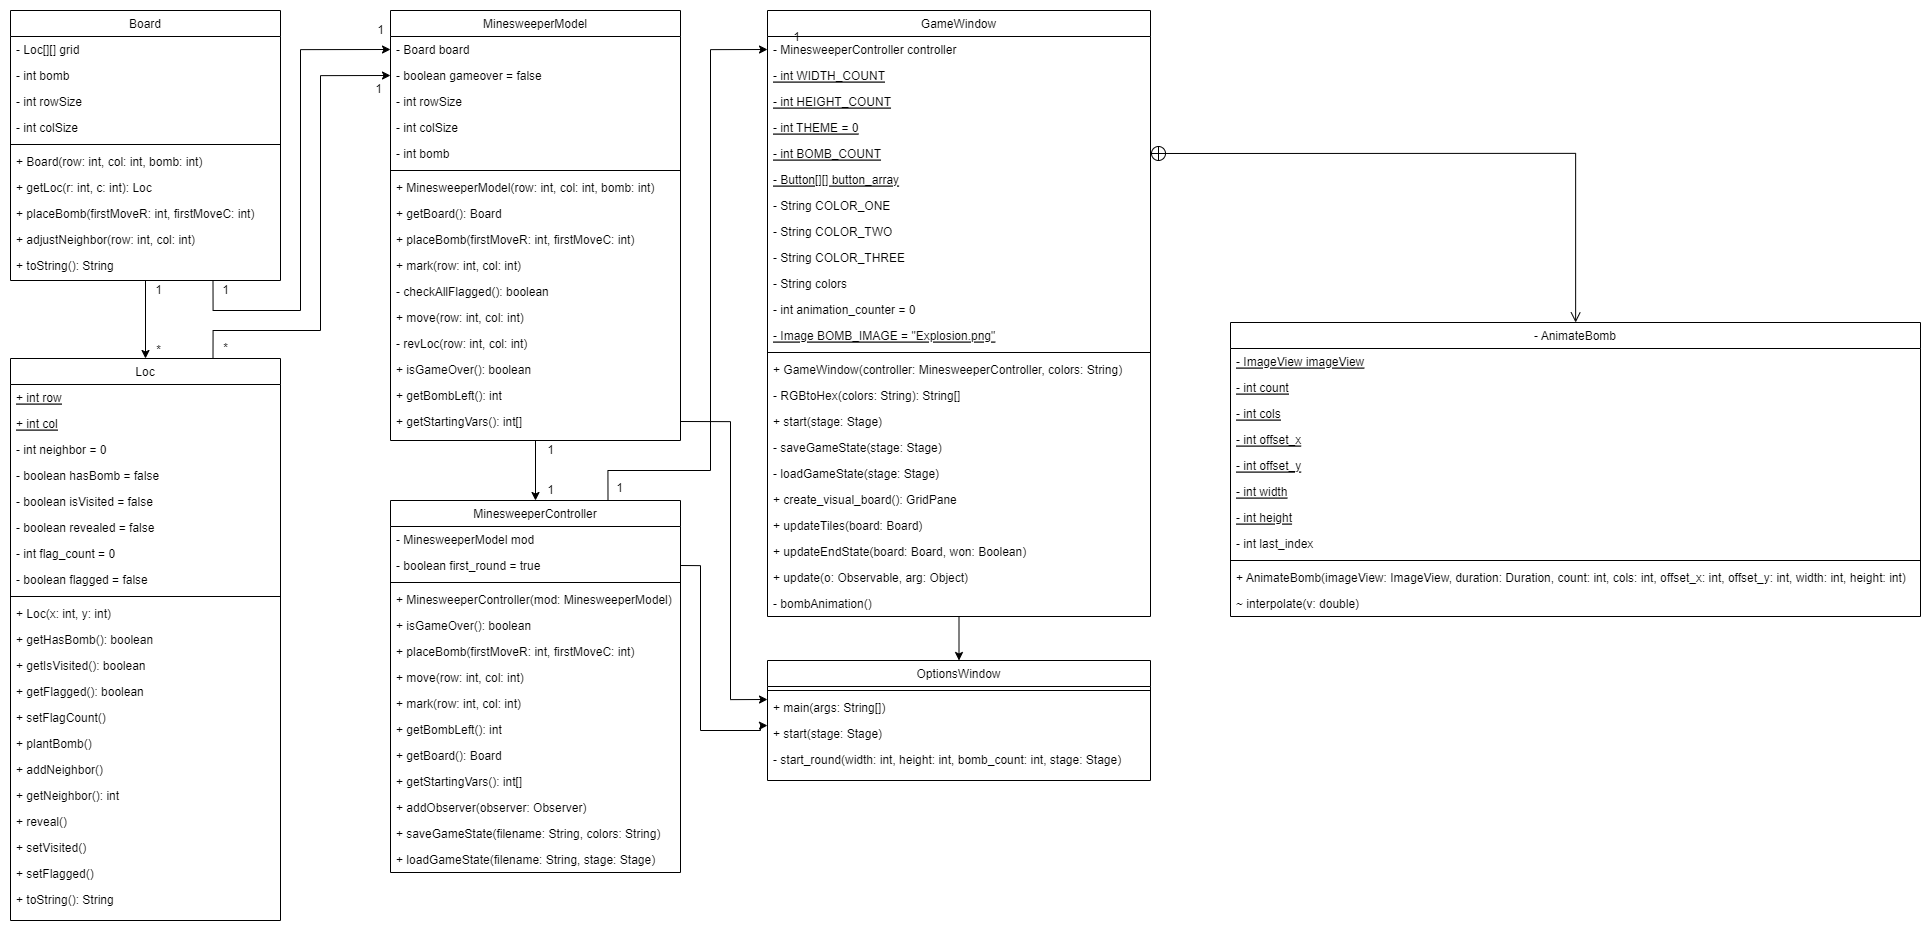 Board
- Loc[][] grid
- int bomb
- int rowSize
- int colSize
+ Board(row: int, col: int, bomb: int)
+ getLoc(r: int, c: int): Loc
+ placeBomb(firstMoveR: int, firstMoveC: int)
+ adjustNeighbor(row: int, col: int)
+ toString(): String
1
1
*
*
Loc
+ int row
+ int col
- int neighbor = 0
- boolean hasBomb = false
- boolean isVisited = false
- boolean revealed = false
- int flag_count = 0
- boolean flagged = false
+ Loc(x: int, y: int)
+ getHasBomb(): boolean
+ getIsVisited(): boolean
+ getFlagged(): boolean
+ setFlagCount()
+ plantBomb()
+ addNeighbor()
+ getNeighbor(): int
+ reveal()
+ setVisited()
+ setFlagged()
+ toString(): String
1
1
MinesweeperModel
- Board board
- boolean gameover = false
- int rowSize
- int colSize
- int bomb
+ MinesweeperModel(row: int, col: int, bomb: int)
+ getBoard(): Board
+ placeBomb(firstMoveR: int, firstMoveC: int)
+ mark(row: int, col: int)
- checkAllFlagged(): boolean
+ move(row: int, col: int)
- revLoc(row: int, col: int)
+ isGameOver(): boolean
+ getBombLeft(): int
+ getStartingVars(): int[]
1
1
1
MinesweeperController
- MinesweeperModel mod
- boolean first_round = true
+ MinesweeperController(mod: MinesweeperModel)
+ isGameOver(): boolean
+ placeBomb(firstMoveR: int, firstMoveC: int)
+ move(row: int, col: int)
+ mark(row: int, col: int)
+ getBombLeft(): int
+ getBoard(): Board
+ getStartingVars(): int[]
+ addObserver(observer: Observer)
+ saveGameState(filename: String, colors: String)
+ loadGameState(filename: String, stage: Stage)
GameWindow
1
- MinesweeperController controller
- int WIDTH_COUNT
- int HEIGHT_COUNT
- int THEME = 0
- int BOMB_COUNT
- Button[][] button_array
- String COLOR_ONE
- String COLOR_TWO
- String COLOR_THREE
- String colors
- int animation_counter = 0
- Image BOMB_IMAGE = "Explosion.png"
+ GameWindow(controller: MinesweeperController, colors: String)
- RGBtoHex(colors: String): String[]
+ start(stage: Stage)
- saveGameState(stage: Stage)
- loadGameState(stage: Stage)
+ create_visual_board(): GridPane
+ updateTiles(board: Board)
+ updateEndState(board: Board, won: Boolean)
+ update(o: Observable, arg: Object)
- bombAnimation()
OptionsWindow
+ main(args: String[])
+ start(stage: Stage)
- start_round(width: int, height: int, bomb_count: int, stage: Stage)
- AnimateBomb
- ImageView imageView
- int count
- int cols
- int offset_x
- int offset_y
- int width
- int height
- int last_index
+ AnimateBomb(imageView: ImageView, duration: Duration, count: int, cols: int, offset_x: int, offset_y: int, width: int, height: int)
~ interpolate(v: double)